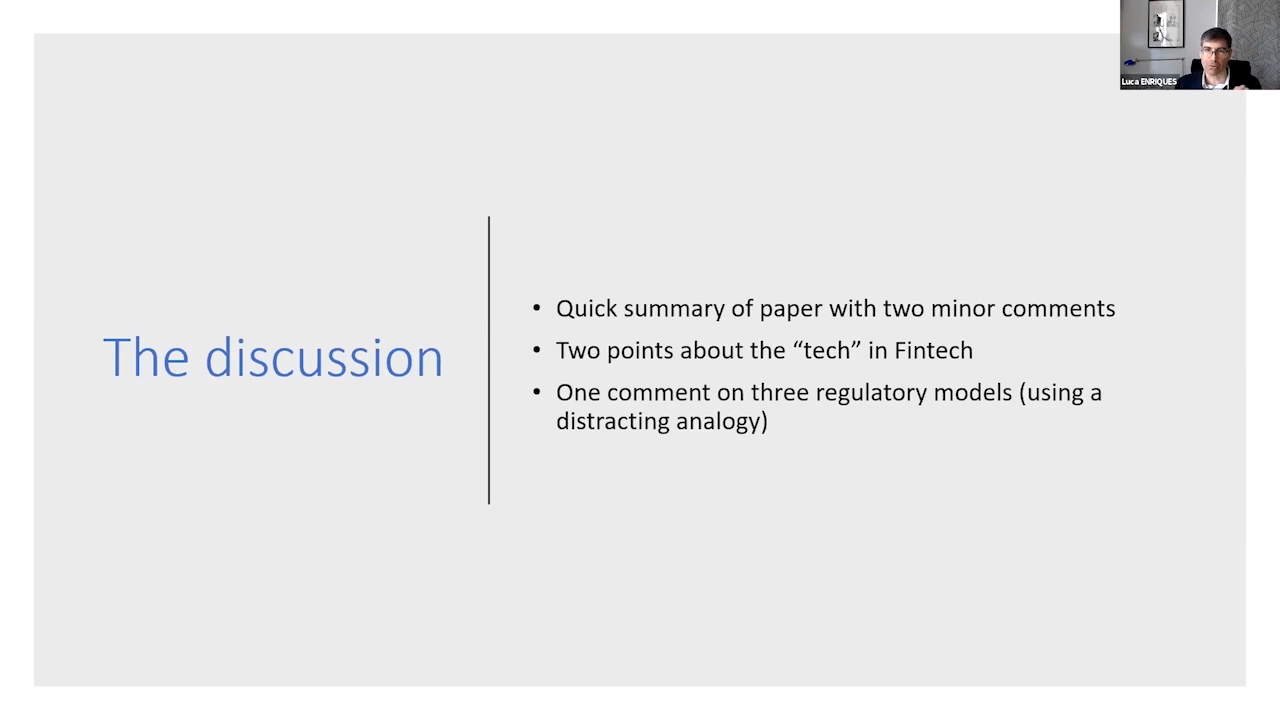 Luca ENRIQUES
The discussion
• Quick summary of paper with two minor comments
• Two points about the “tech” in Fintech
• One comment on three regulatory models (using a
distracting analogy)